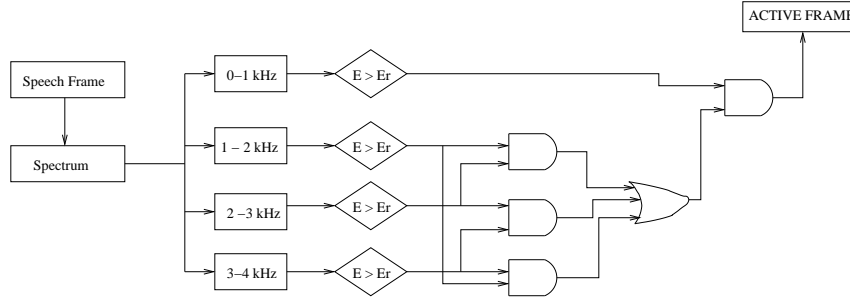 ACTIVE FRAME
Speech Frame
0–1 kHz
E > Er
Spectrum
1 – 2 kHz
E > Er
2 –3 kHz
E > Er
3–4 kHz
E > Er